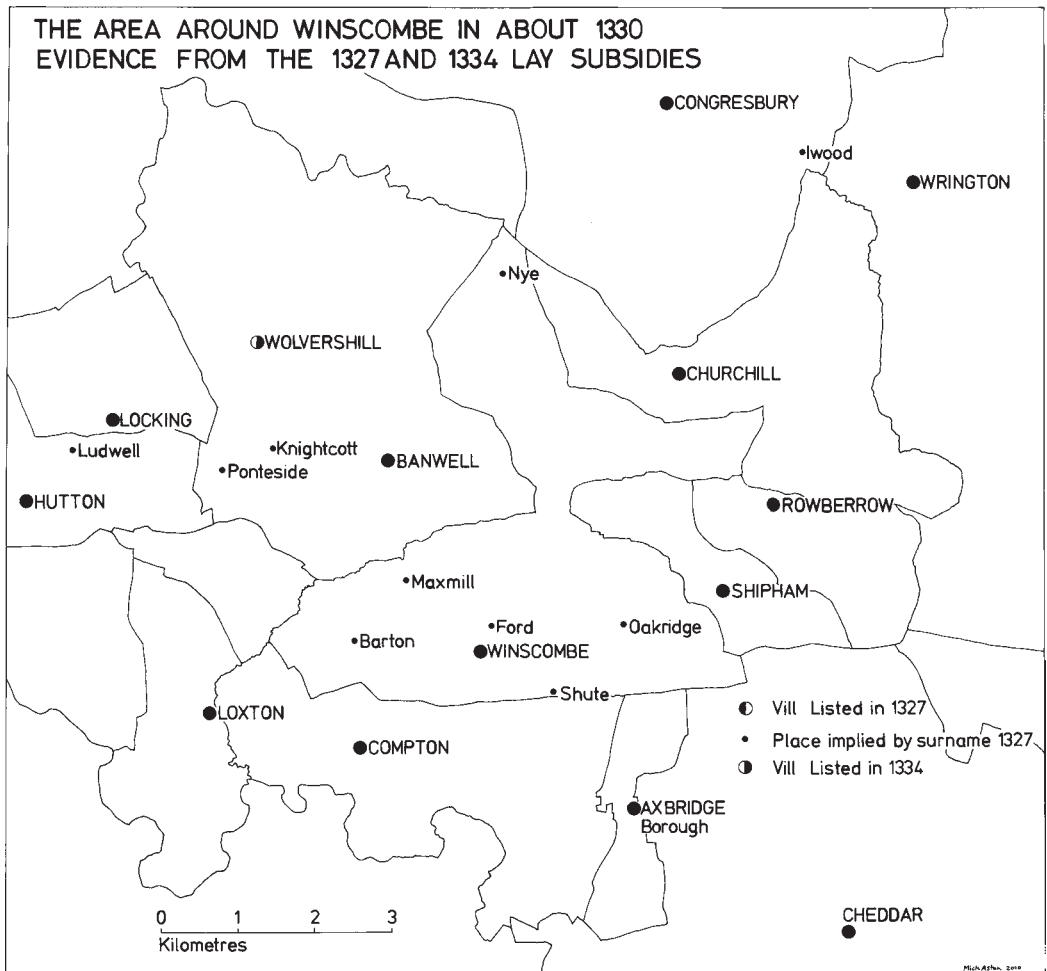 THE AREA AROUND WINSCOMBE IN ABOUT 1330
EVIDENCE FROM THE 1327 AND 1334 LAY SUBSIDIES
CONGRESBURY
Iwood
WRINGTON
Nye
WOLVERSHILL
CHURCHILL
LOCKING
Ludwell
Knightcott
Ponteside
BANWELL
HUTTON
ROWBERROW
Maxmill
SHIPHAM
Ford
Oakridge
Barton
WINSCOMBE
Shute
LOXTON
COMPTON
Vill Listed in 1327
Place implied by surname 1327
Vill Listed in 1334
AXBRIDGE
Borough
CHEDDAR
0 1 2 3
Kilometres
Mick Aston 2010